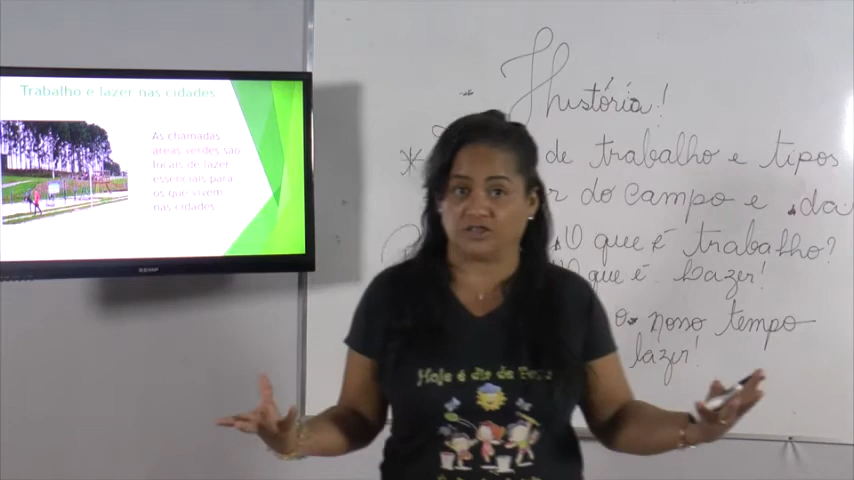 Trabalho e lazer nas cidades
As chamadas
áreas verdes são
locais de lazer
essenciais para
os que vivem
nas cidades
História!
* de trabalho e tipos
do campo e da
O que é trabalho?
O que é Lazer!
nosso tempo
lazer!
Hoje é dia de